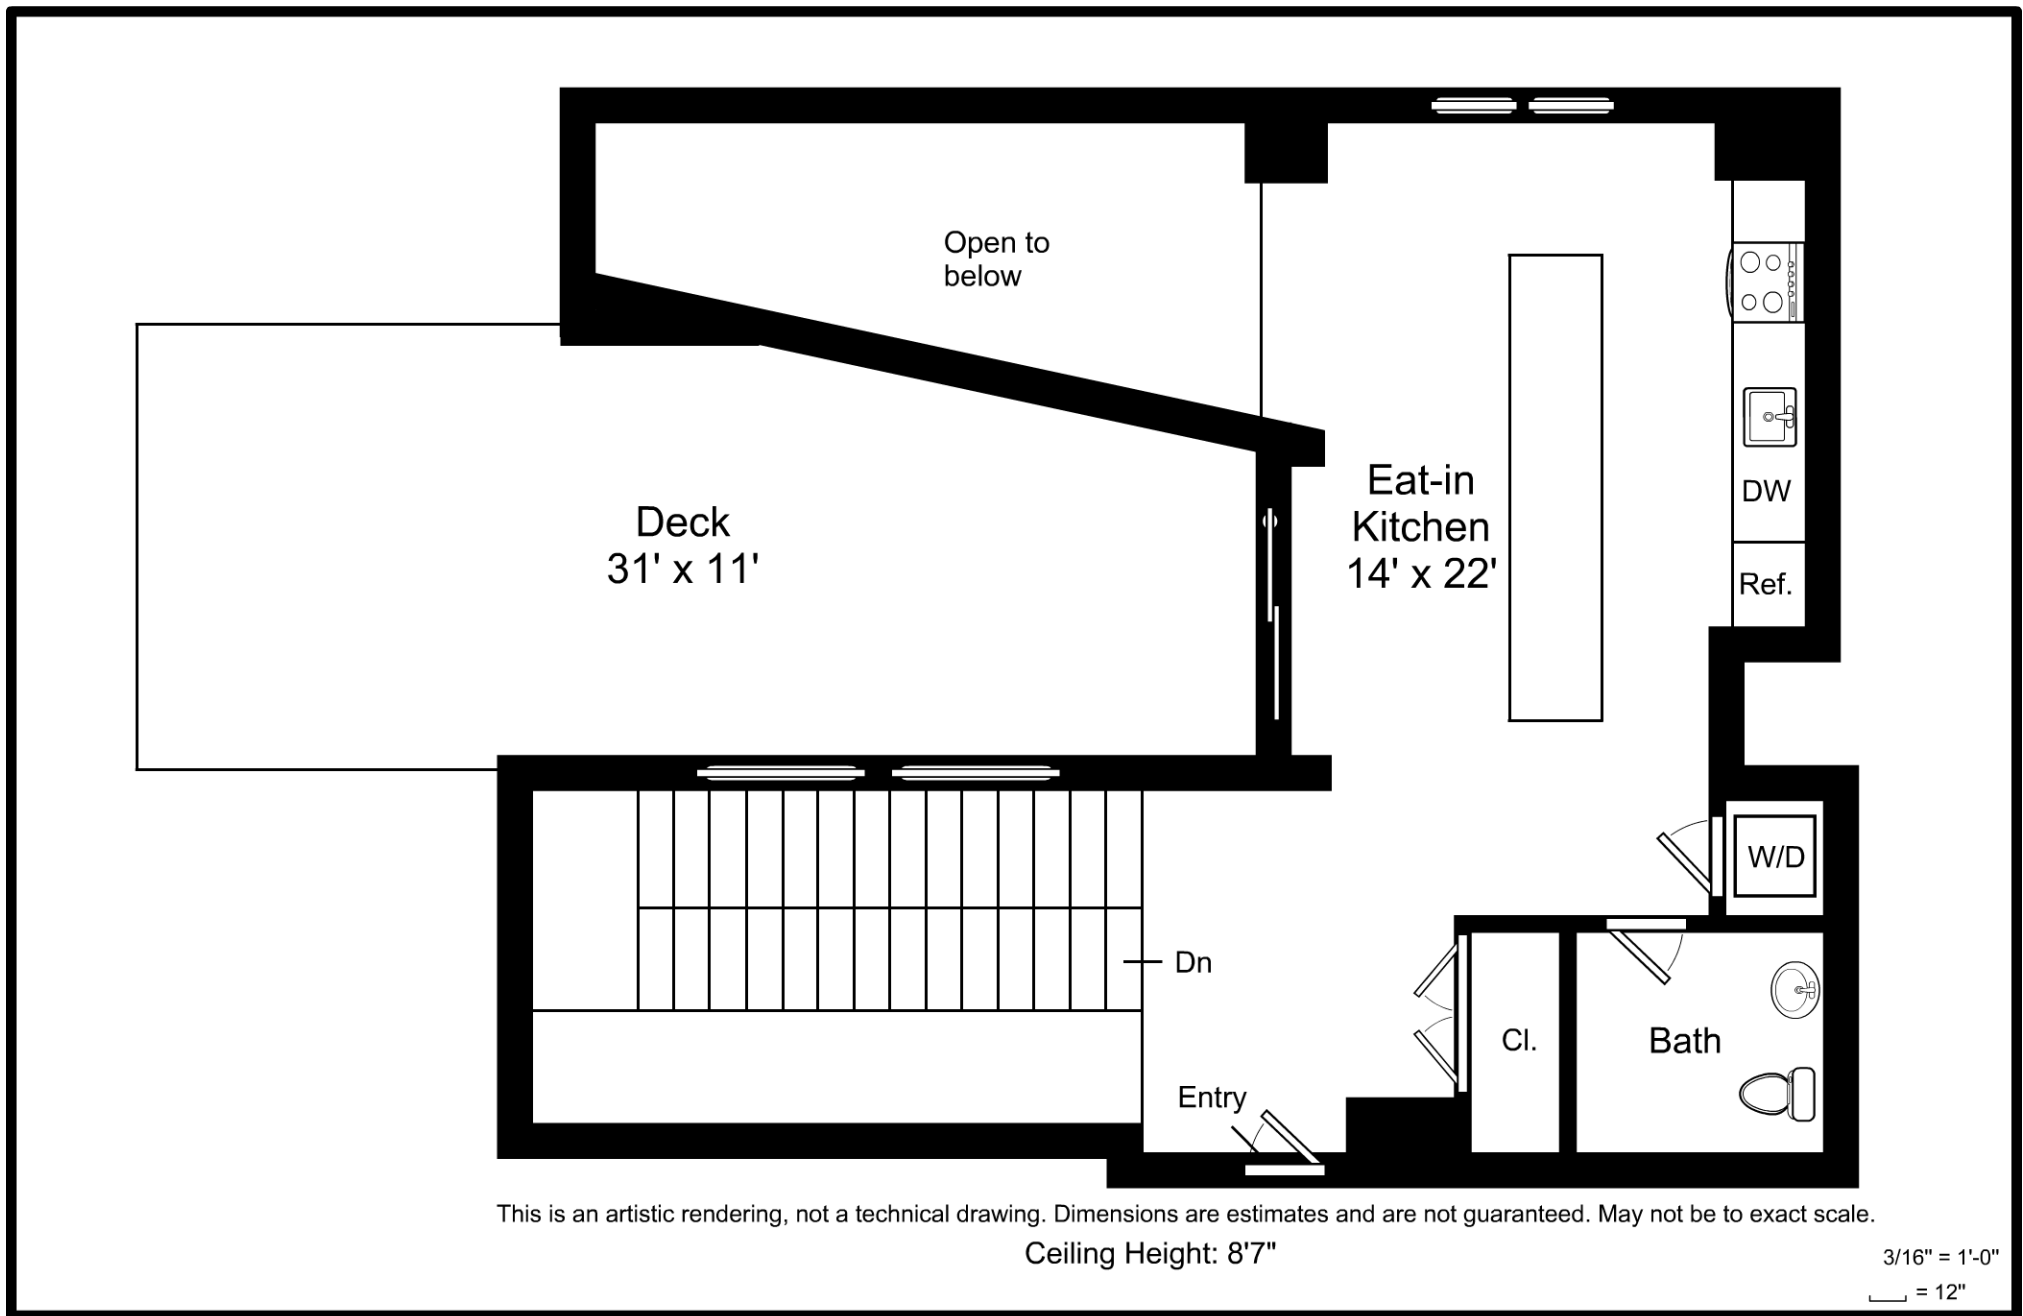 Open to
below
Deck
31' x 11'
Eat-in
Kitchen
14' x 22'
DW
Ref.
W/D
Dn
Cl.
Bath
Entry
This is an artistic rendering, not a technical drawing. Dimensions are estimates and are not guaranteed. May not be to exact scale.
Ceiling Height: 8'7"
3/16" = 1'-0"
= 12"